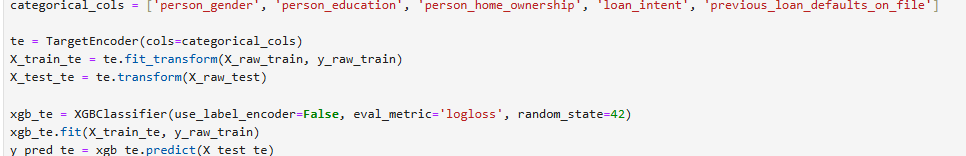 categorical_cols = ['person_gender', 'person_education', 'person_home_ownership', 'loan_intent', 'previous_loan_defaults_on_file']
te = TargetEncoder(cols=categorical_cols)
X_train_te = te.fit_transform(X_raw_train, y_raw_train)
X_test_te = te.transform(X_raw_test)
xgb_te = XGBClassifier(use_label_encoder=False, eval_metric='logloss', random_state=42)
xgb_te.fit(X_train_te, y_raw_train)
y_pred_te = xgb_te.predict(X_test_te)